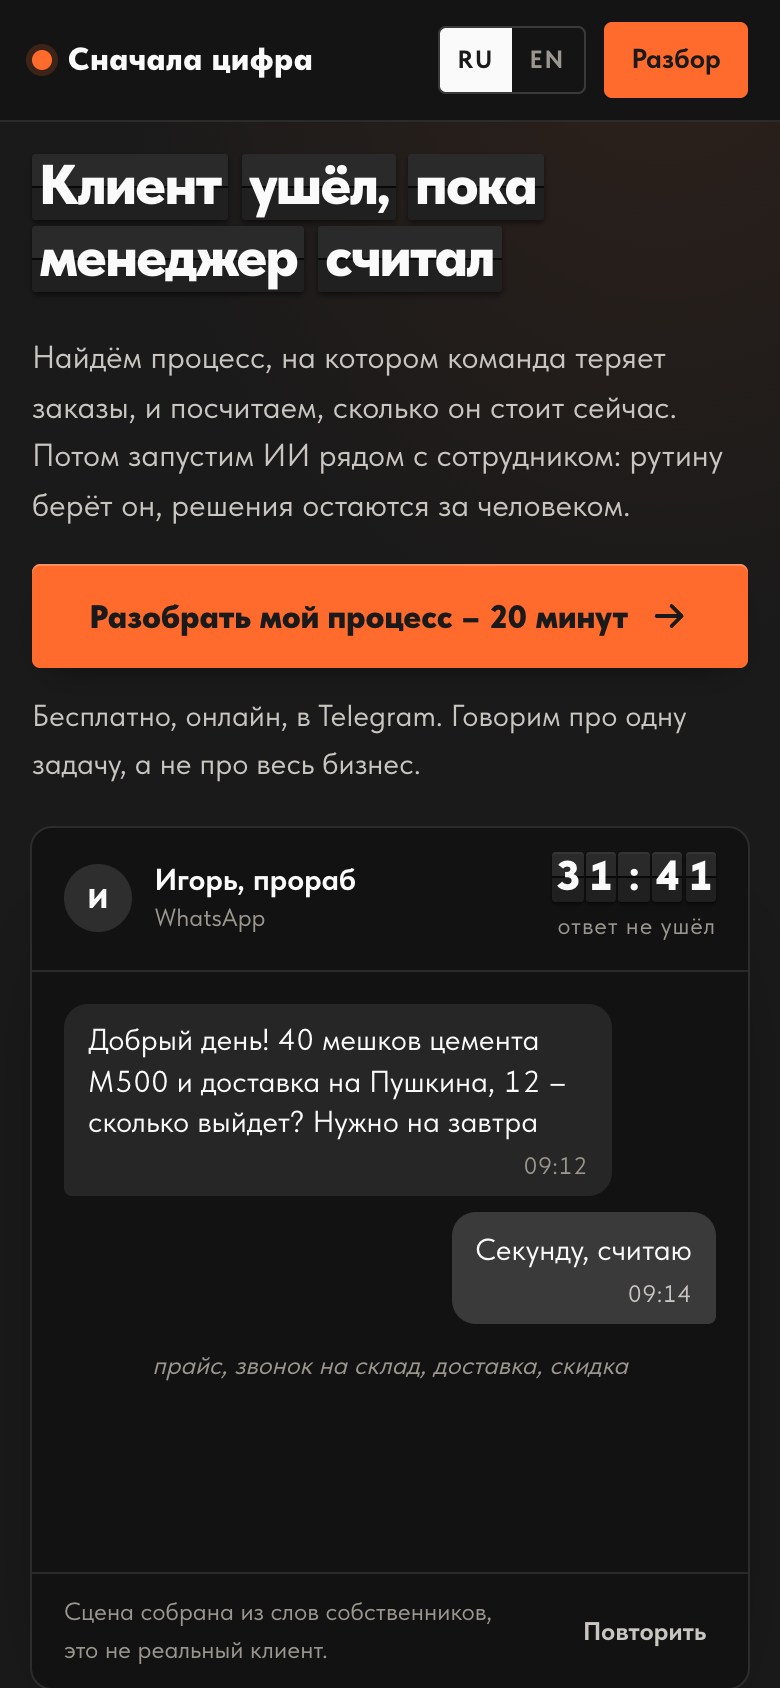 Сначала цифра
RU EN
Разбор
Клиент ушёл, пока
менеджер считал
Найдём процесс, на котором команда теряет
заказы, и посчитаем, сколько он стоит сейчас.
Потом запустим ИИ рядом с сотрудником: рутину
берёт он, решения остаются за человеком.
Разобрать мой процесс – 20 минут →
Бесплатно, онлайн, в Telegram. Говорим про одну
задачу, а не про весь бизнес.
И
Игорь, прораб
WhatsApp
31:41
ответ не ушёл
Добрый день! 40 мешков цемента
М500 и доставка на Пушкина, 12 –
сколько выйдет? Нужно на завтра
09:12
Секунду, считаю
09:14
прайс, звонок на склад, доставка, скидка
Сцена собрана из слов собственников,
это не реальный клиент.
Повторить